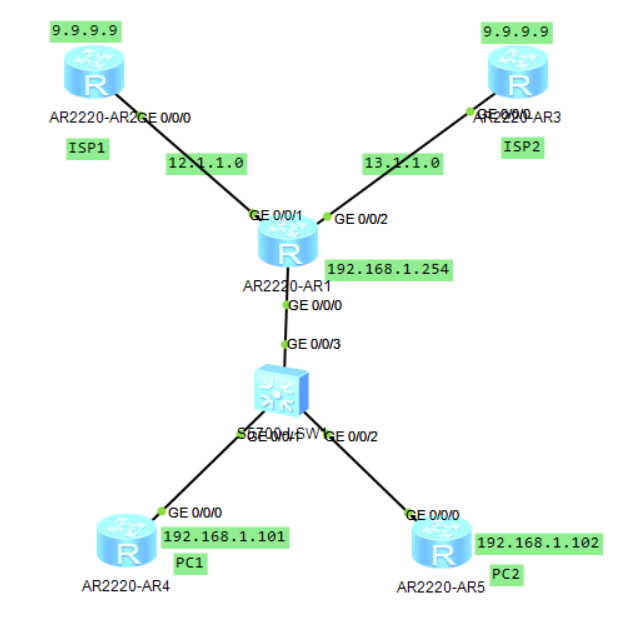 9.9.9.9
9.9.9.9
R
R
AR2220-AR2
GE 0/0/0
GE 0/0/0
AR2220-AR3
ISP1
ISP2
12.1.1.0
13.1.1.0
GE 0/0/1
GE 0/0/2
R
192.168.1.254
AR2220-AR1
GE 0/0/0
GE 0/0/3
S5700-LSW1
GE 0/0/1
GE 0/0/2
GE 0/0/0
GE 0/0/0
R
192.168.1.101
R
192.168.1.102
PC1
PC2
AR2220-AR4
AR2220-AR5